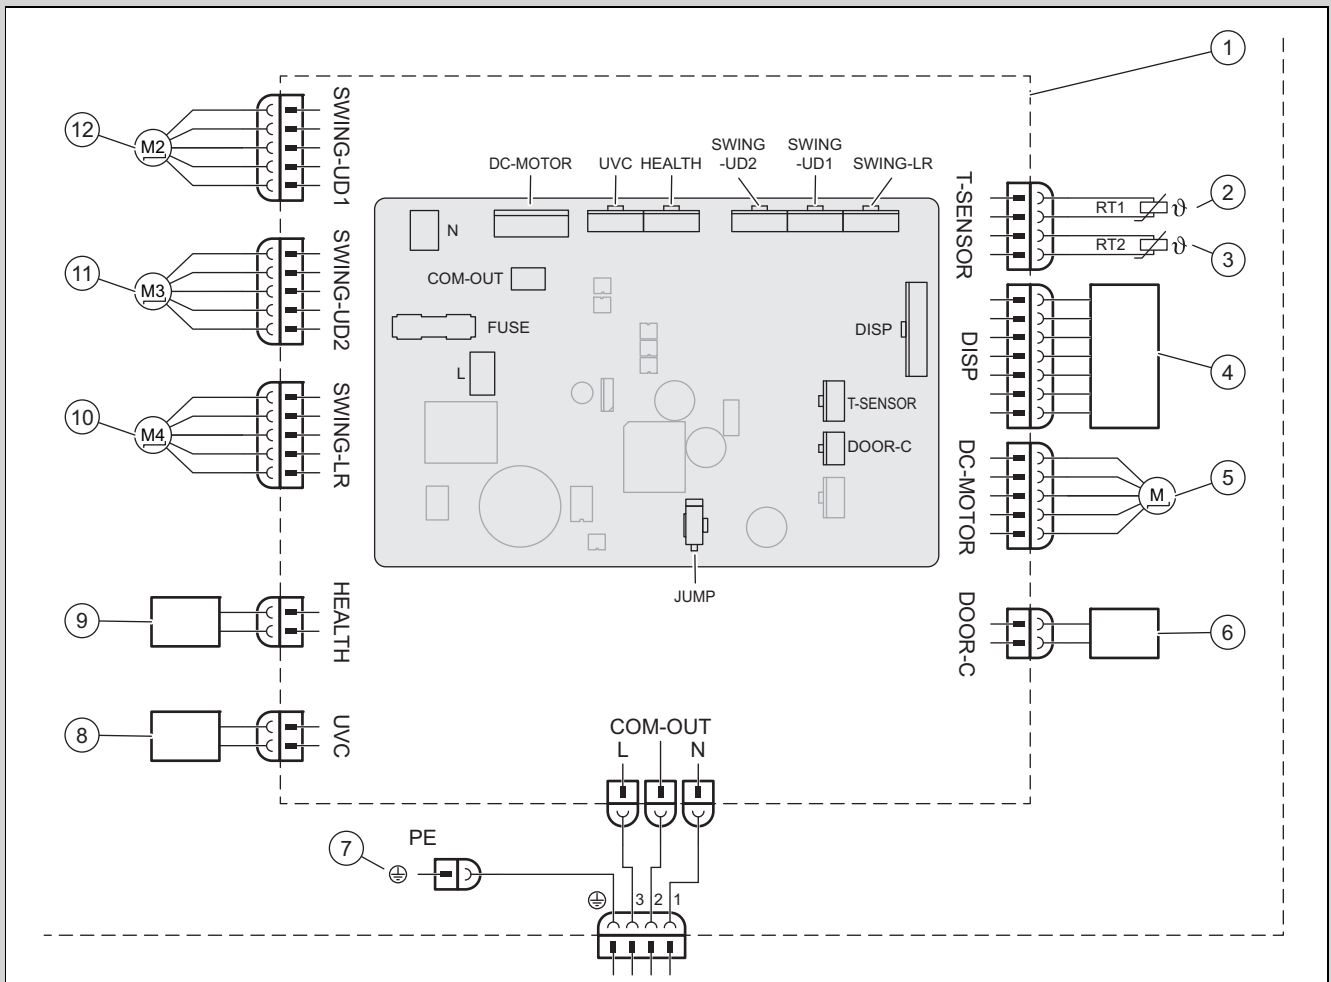 1
12
M2
SWING-UD1
DC-MOTOR
UVC
HEALTH
SWING
-UD2
SWING
-UD1
SWING-LR
T-SENSOR
RT1
ϑ
2
RT2
ϑ
3
N
COM-OUT
FUSE
L
DISP
T-SENSOR
DOOR-C
JUMP
11
M3
SWING-UD2
DISP
4
10
M4
SWING-LR
DC-MOTOR
M
5
9
HEALTH
DOOR-C
6
8
UVC
COM-OUT
L
N
7
PE
3
2
1